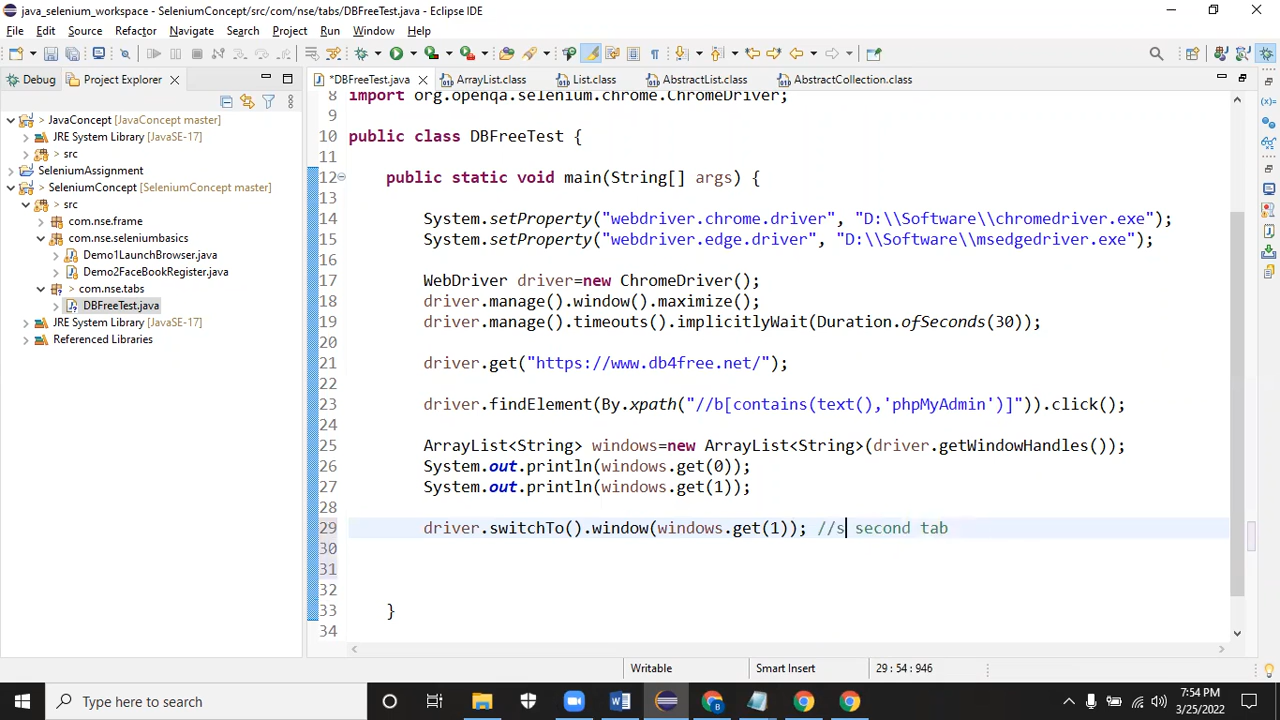 java_selenium_workspace - SeleniumConcept/src/com/nse/tabs/DBFreeTest.java - Eclipse IDE
File Edit Source Refactor Navigate Search Project Run Window Help
Debug Project Explorer
*DBFreeTest.java ArrayList.class List.class AbstractList.class AbstractCollection.class
JavaConcept [JavaConcept master]
JRE System Library [JavaSE-17]
> src
SeleniumAssignment
> SeleniumConcept [SeleniumConcept master]
> src
com.nse.frame
com.nse.seleniumbasics
Demo1LaunchBrowser.java
Demo2FaceBookRegister.java
> com.nse.tabs
DBFreeTest.java
JRE System Library [JavaSE-17]
Referenced Libraries
8 import org.openqa.selenium.chrome.ChromeDriver;
9
10 public class DBFreeTest {
11
12 public static void main(String[] args) {
13
14 System.setProperty("webdriver.chrome.driver", "D:\\Software\\chromedriver.exe");
15 System.setProperty("webdriver.edge.driver", "D:\\Software\\msedgedriver.exe");
16
17 WebDriver driver=new ChromeDriver();
18 driver.manage().window().maximize();
19 driver.manage().timeouts().implicitlyWait(Duration.ofSeconds(30));
20
21 driver.get("https://www.db4free.net/");
22
23 driver.findElement(By.xpath("//b[contains(text(),'phpMyAdmin')]")).click();
24
25 ArrayList<String> windows=new ArrayList<String>(driver.getWindowHandles());
26 System.out.println(windows.get(0));
27 System.out.println(windows.get(1));
28
29 driver.switchTo().window(windows.get(1)); //s second tab
30
31
32
33 }
34
Writable Smart Insert 29 : 54 : 946
Type here to search
7:54 PM
3/25/2022